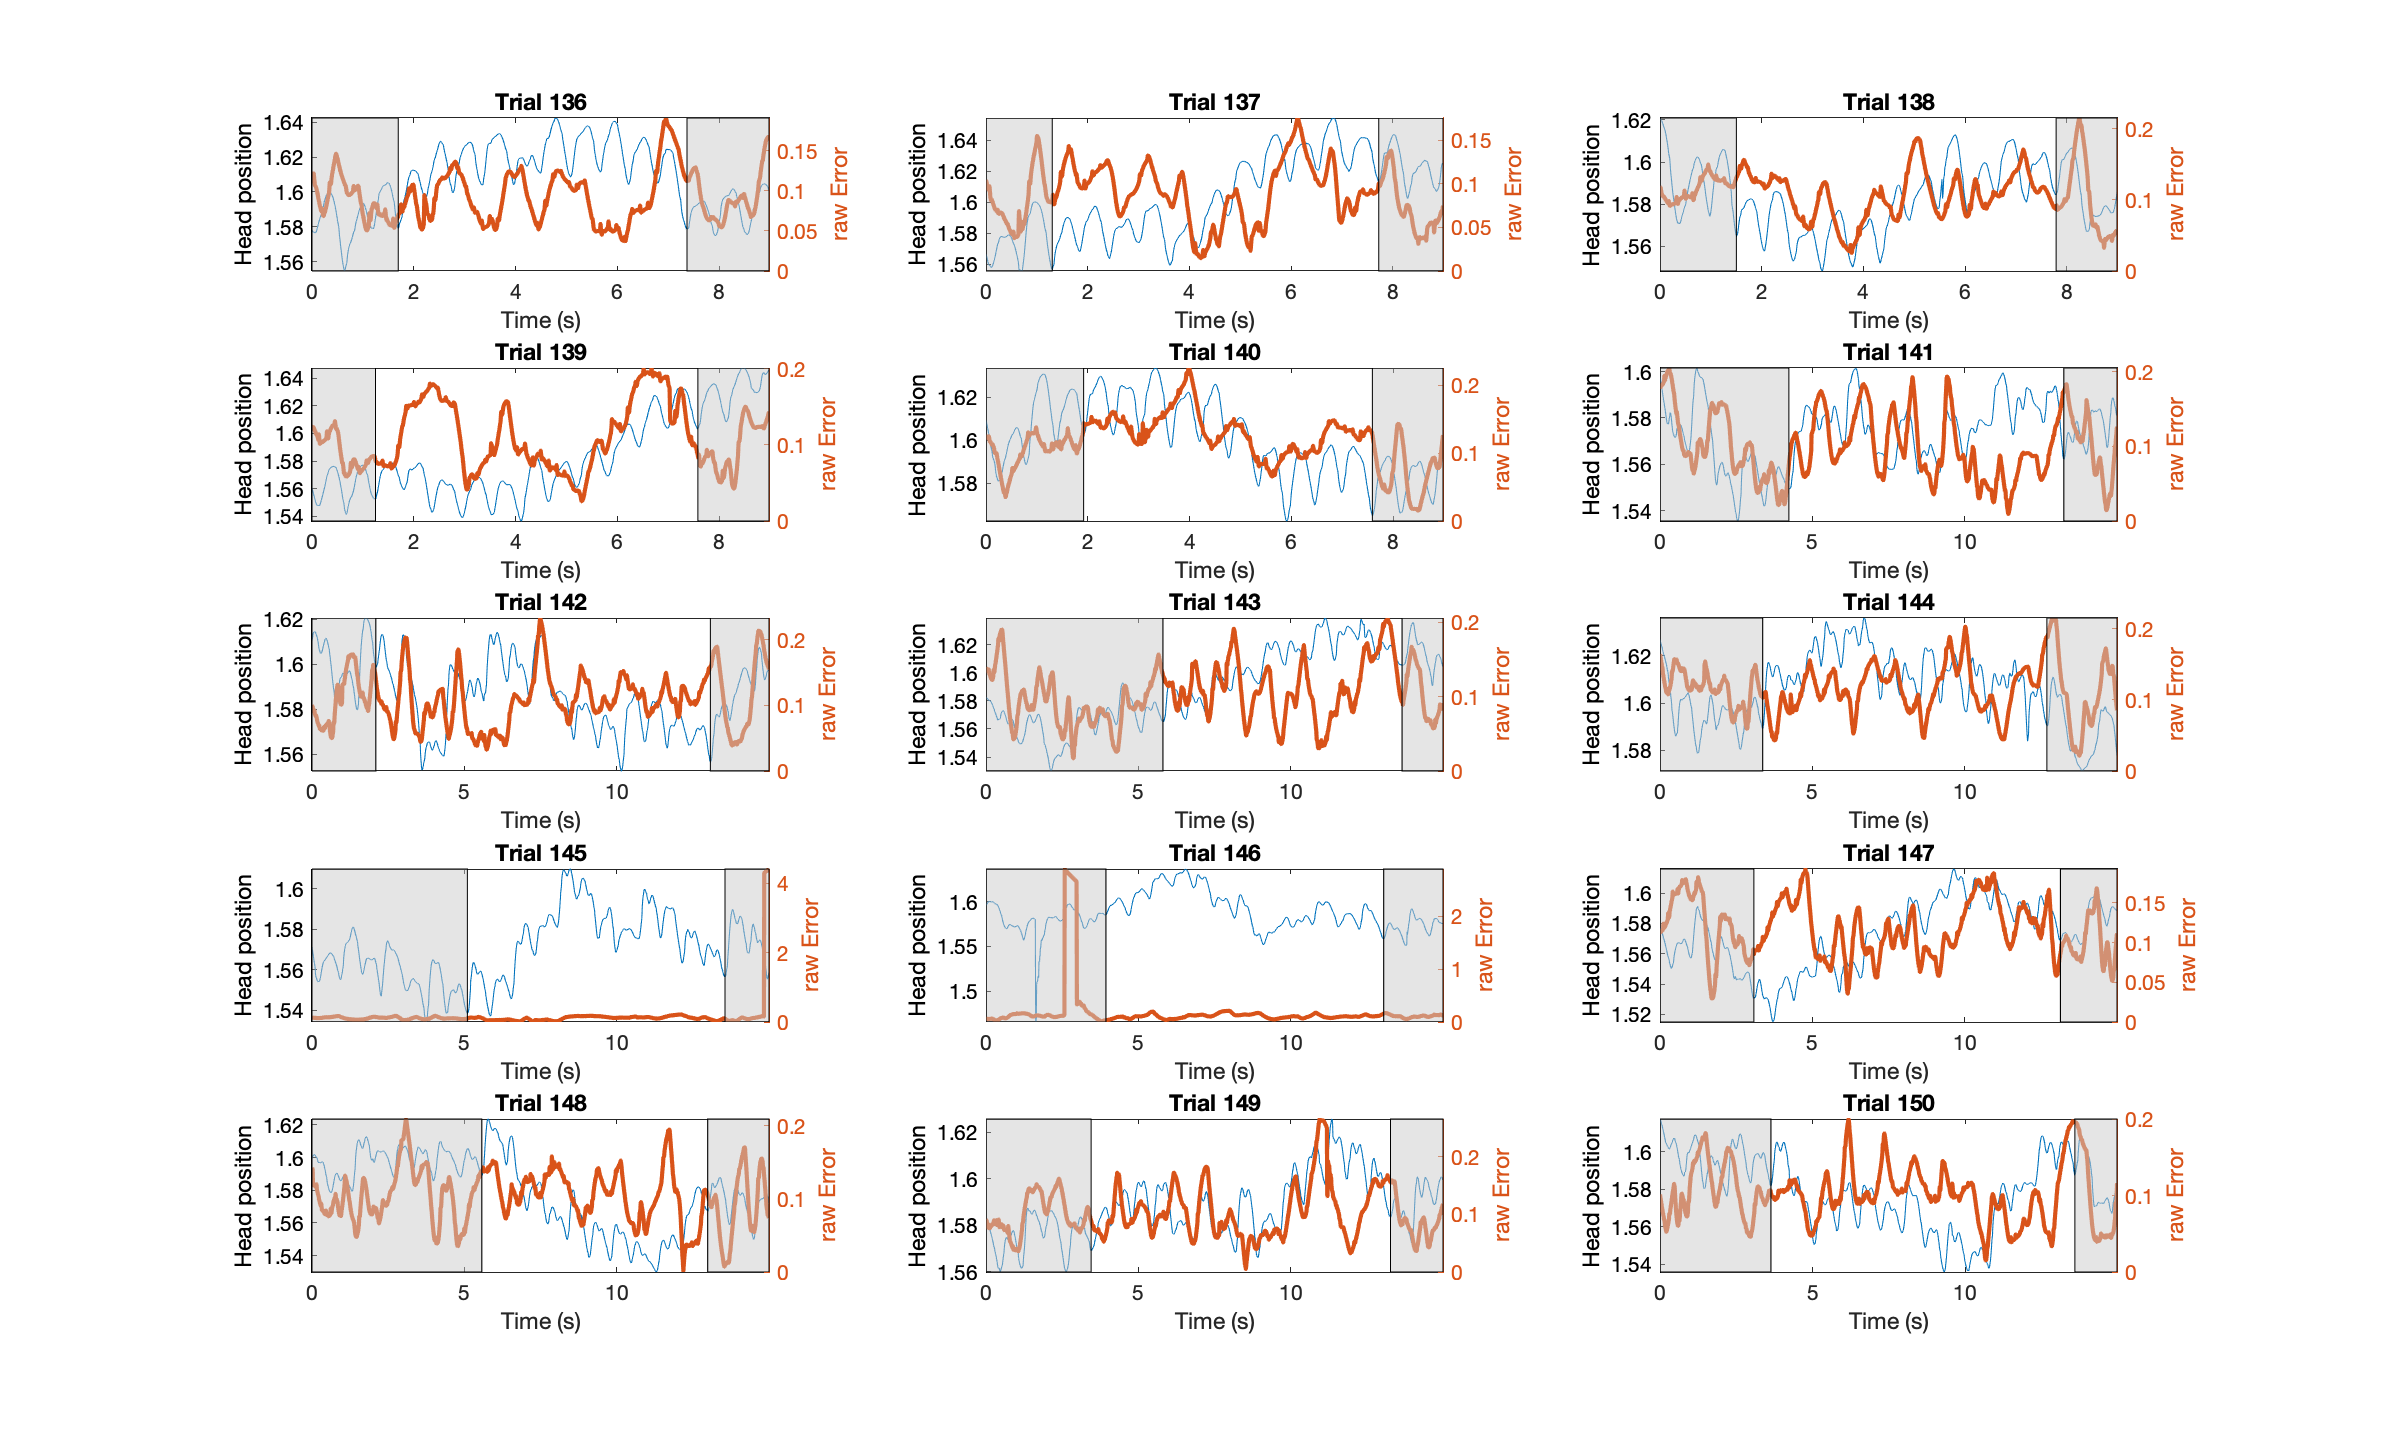 Trial 136
Head position
1.64
1.62
1.6
1.58
1.56
0 2 4 6 8
Time (s)
0.15
0.1
0.05
0
raw Error
Trial 137
Head position
1.64
1.62
1.6
1.58
1.56
0 2 4 6 8
Time (s)
0.15
0.1
0.05
0
raw Error
Trial 138
Head position
1.62
1.6
1.58
1.56
0 2 4 6 8
Time (s)
0.2
0.1
0
raw Error
Trial 139
Head position
1.64
1.62
1.6
1.58
1.56
1.54
0 2 4 6 8
Time (s)
0.2
0.1
0
raw Error
Trial 140
Head position
1.62
1.6
1.58
0 2 4 6 8
Time (s)
0.2
0.1
0
raw Error
Trial 141
Head position
1.6
1.58
1.56
1.54
0 5 10
Time (s)
0.2
0.1
0
raw Error
Trial 142
Head position
1.62
1.6
1.58
1.56
0 5 10
Time (s)
0.2
0.1
0
raw Error
Trial 143
Head position
1.62
1.6
1.58
1.56
1.54
0 5 10
Time (s)
0.2
0.1
0
raw Error
Trial 144
Head position
1.62
1.6
1.58
0 5 10
Time (s)
0.2
0.1
0
raw Error
Trial 145
Head position
1.6
1.58
1.56
1.54
0 5 10
Time (s)
4
2
0
raw Error
Trial 146
Head position
1.6
1.55
1.5
0 5 10
Time (s)
2
1
0
raw Error
Trial 147
Head position
1.6
1.58
1.56
1.54
1.52
0 5 10
Time (s)
0.15
0.1
0.05
0
raw Error
Trial 148
Head position
1.62
1.6
1.58
1.56
1.54
0 5 10
Time (s)
0.2
0.1
0
raw Error
Trial 149
Head position
1.62
1.6
1.58
1.56
0 5 10
Time (s)
0.2
0.1
0
raw Error
Trial 150
Head position
1.6
1.58
1.56
1.54
0 5 10
Time (s)
0.2
0.1
0
raw Error